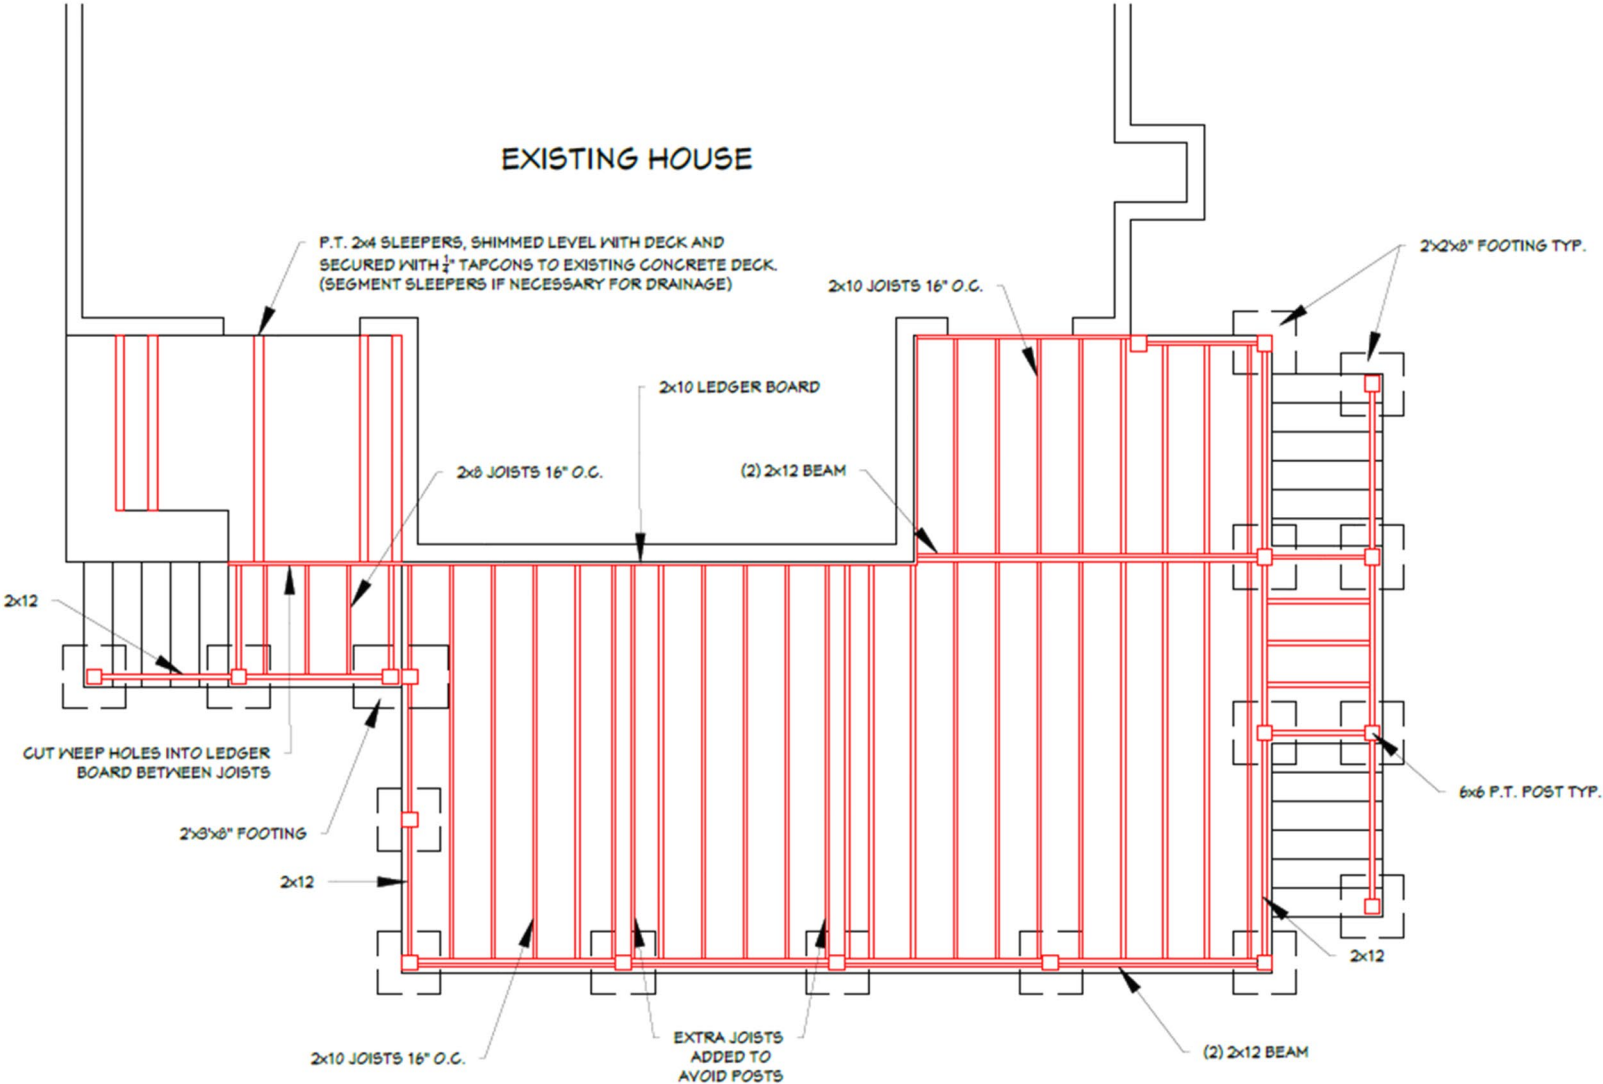 EXISTING HOUSE
P.T. 2x4 SLEEPERS, SHIMMED LEVEL WITH DECK AND
SECURED WITH ¼" TAPCONS TO EXISTING CONCRETE DECK.
(SEGMENT SLEEPERS IF NECESSARY FOR DRAINAGE)
2'x2'x8" FOOTING TYP.
2x10 JOISTS 16" O.C.
2x10 LEDGER BOARD
2x8 JOISTS 16" O.C.
(2) 2x12 BEAM
2x12
CUT WEEP HOLES INTO LEDGER
BOARD BETWEEN JOISTS
6x6 P.T. POST TYP.
2'x3'x8" FOOTING
2x12
2x12
2x10 JOISTS 16" O.C.
EXTRA JOISTS
ADDED TO
AVOID POSTS
(2) 2x12 BEAM